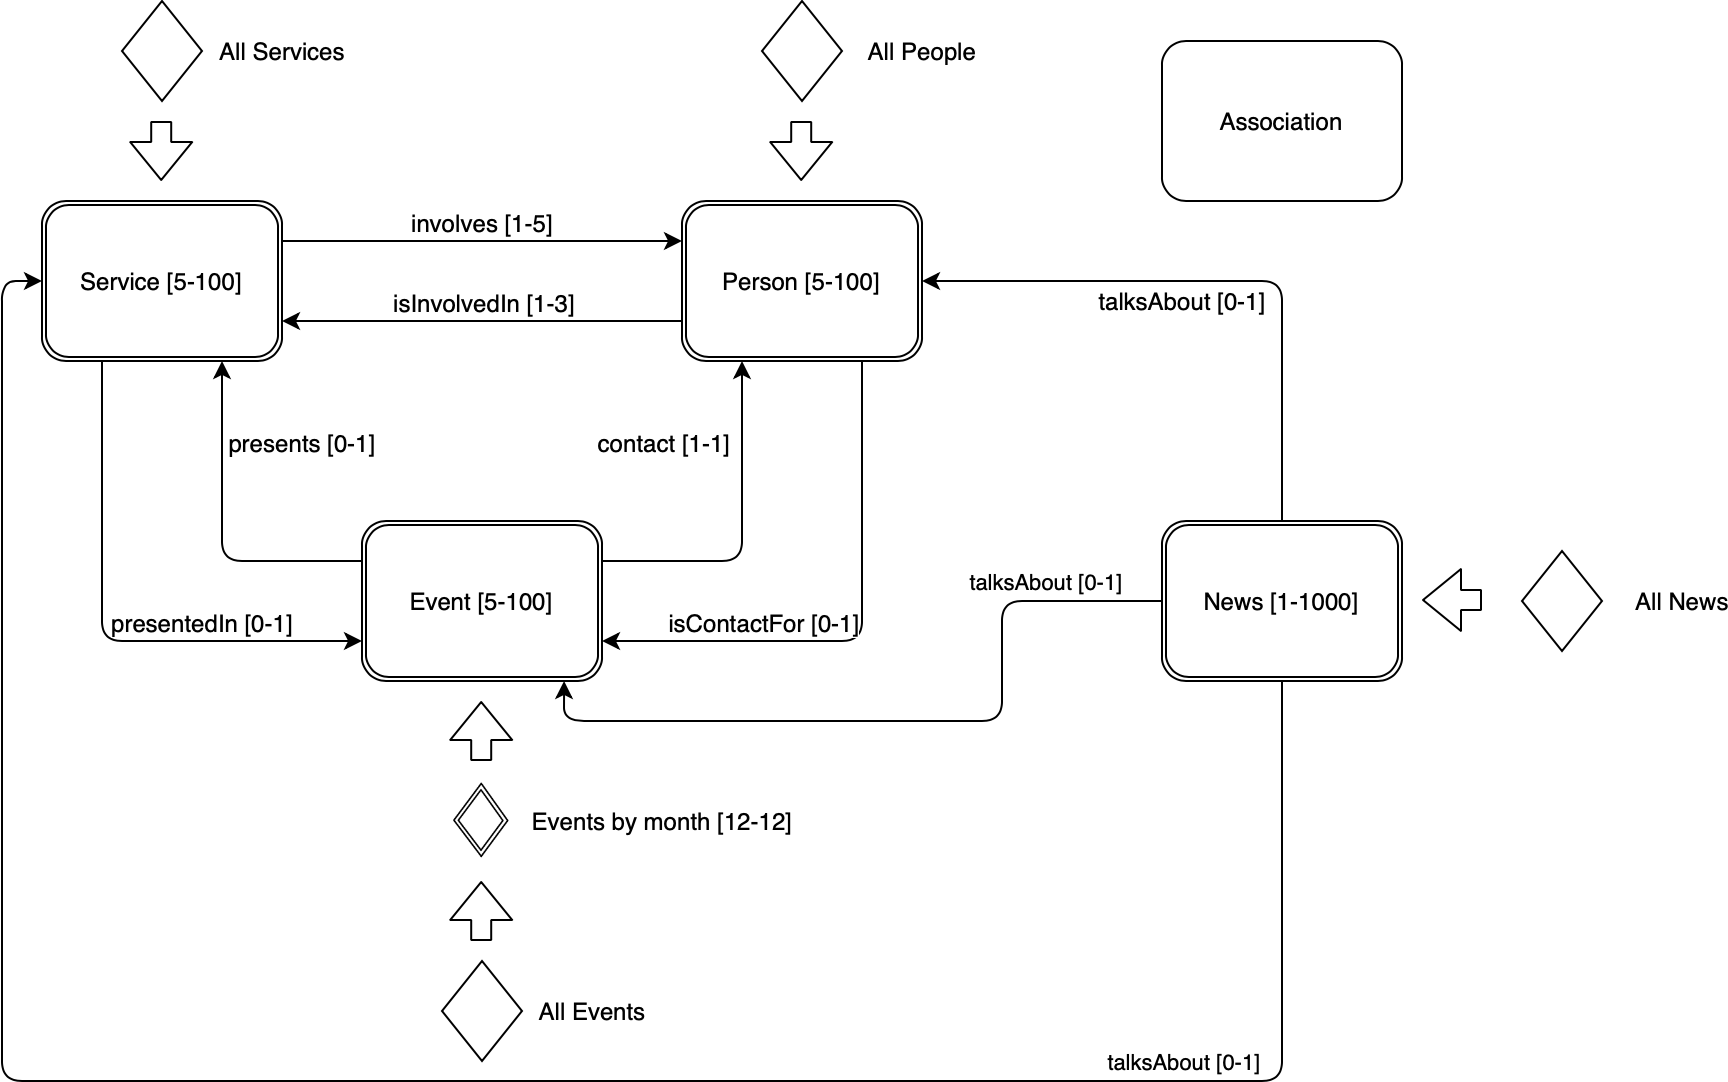 All Services
All People
Association
involves [1-5]
Service [5-100]
Person [5-100]
isInvolvedIn [1-3]
talksAbout [0-1]
presents [0-1]
contact [1-1]
talksAbout [0-1]
Event [5-100]
News [1-1000]
All News
presentedIn [0-1]
isContactFor [0-1]
Events by month [12-12]
All Events
talksAbout [0-1]